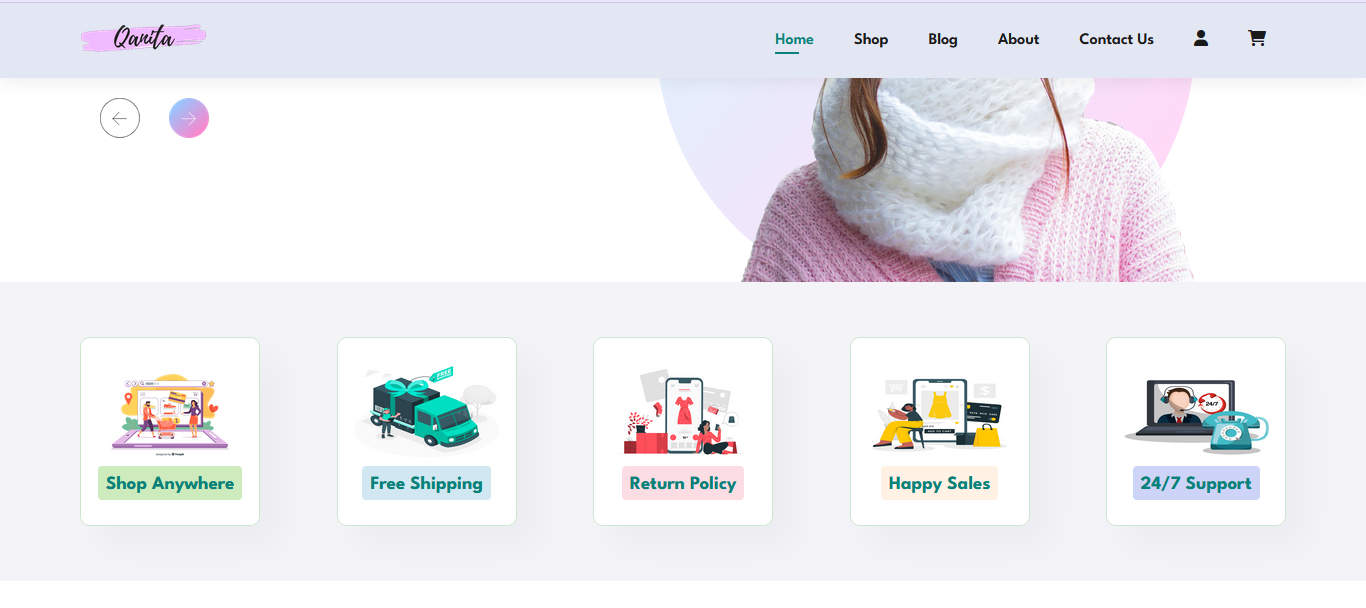 Qanita
Home Shop Blog About Contact Us
FREE
24/7
Shop Anywhere
Free Shipping
Return Policy
Happy Sales
24/7 Support